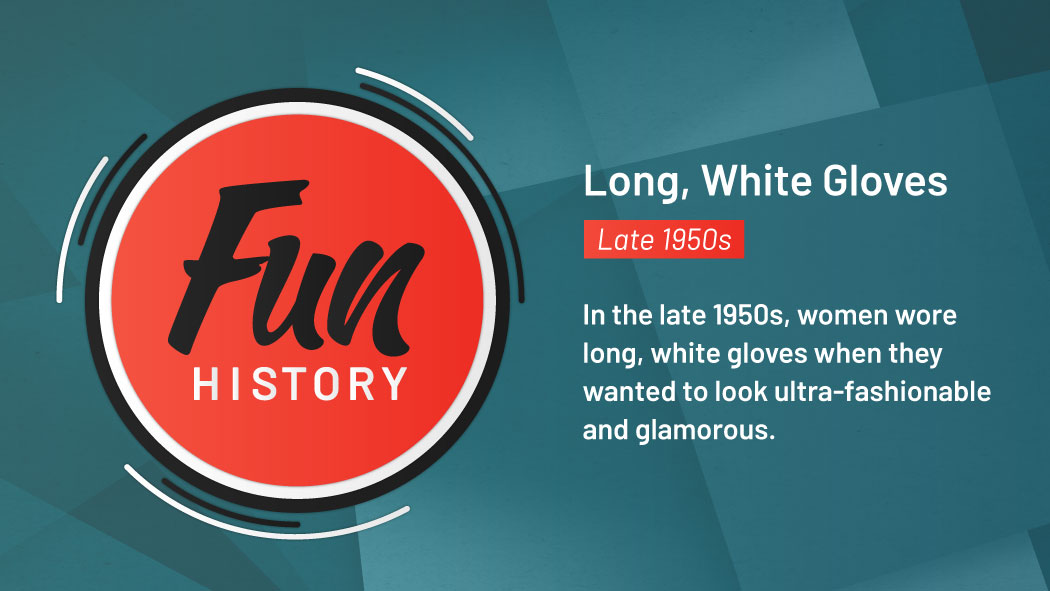 Fun
HISTORY
Long, White Gloves
Late 1950s
In the late 1950s, women wore
long, white gloves when they
wanted to look ultra-fashionable
and glamorous.